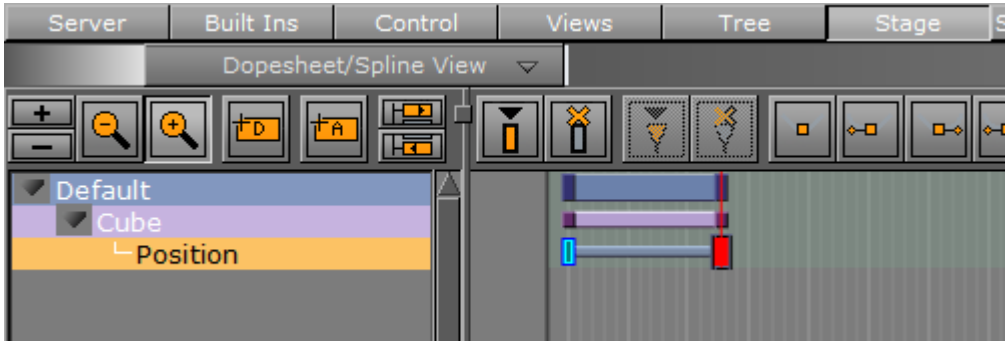 Server Built Ins Control Views Tree Stage S
Dopesheet/Spline View
D A
Default
Cube
Position